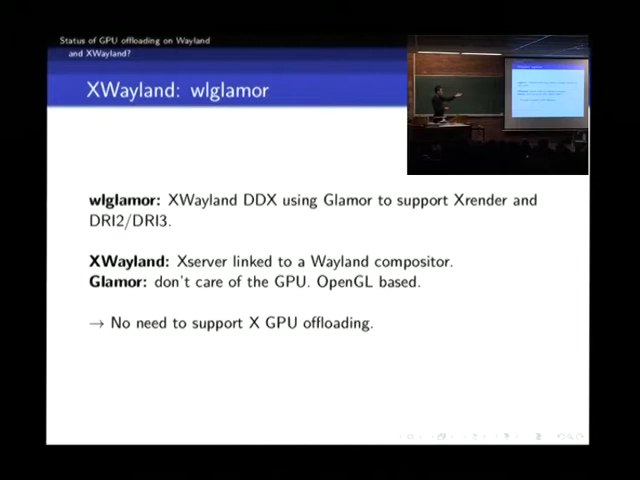 Status of GPU offloading on Wayland
and XWayland?
XWayland: wlglamor
wlglamor: XWayland DDX using Glamor to support Xrender and
DRI2/DRI3.
XWayland: Xserver linked to a Wayland compositor.
Glamor: don't care of the GPU. OpenGL based.
→ No need to support X GPU offloading.